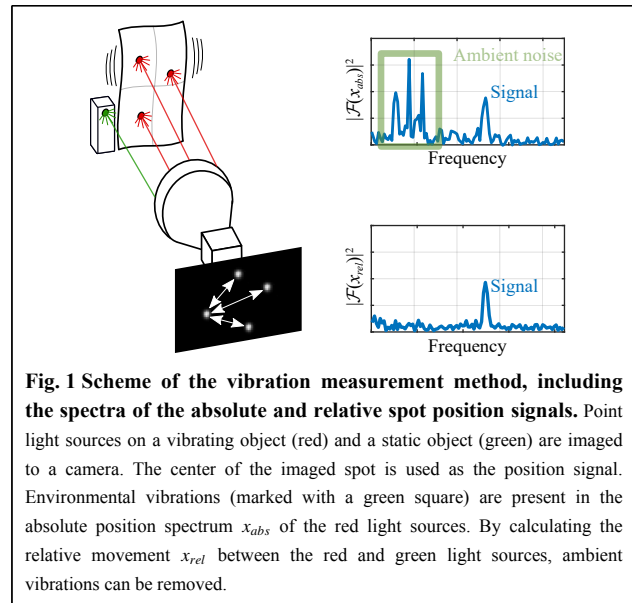 Ambient noise
|ℱ(x_abs)|²
Signal
Frequency
|ℱ(x_rel)|²
Signal
Frequency
Fig. 1 Scheme of the vibration measurement method, including
the spectra of the absolute and relative spot position signals. Point
light sources on a vibrating object (red) and a static object (green) are imaged
to a camera. The center of the imaged spot is used as the position signal.
Environmental vibrations (marked with a green square) are present in the
absolute position spectrum x_abs of the red light sources. By calculating the
relative movement x_rel between the red and green light sources, ambient
vibrations can be removed.